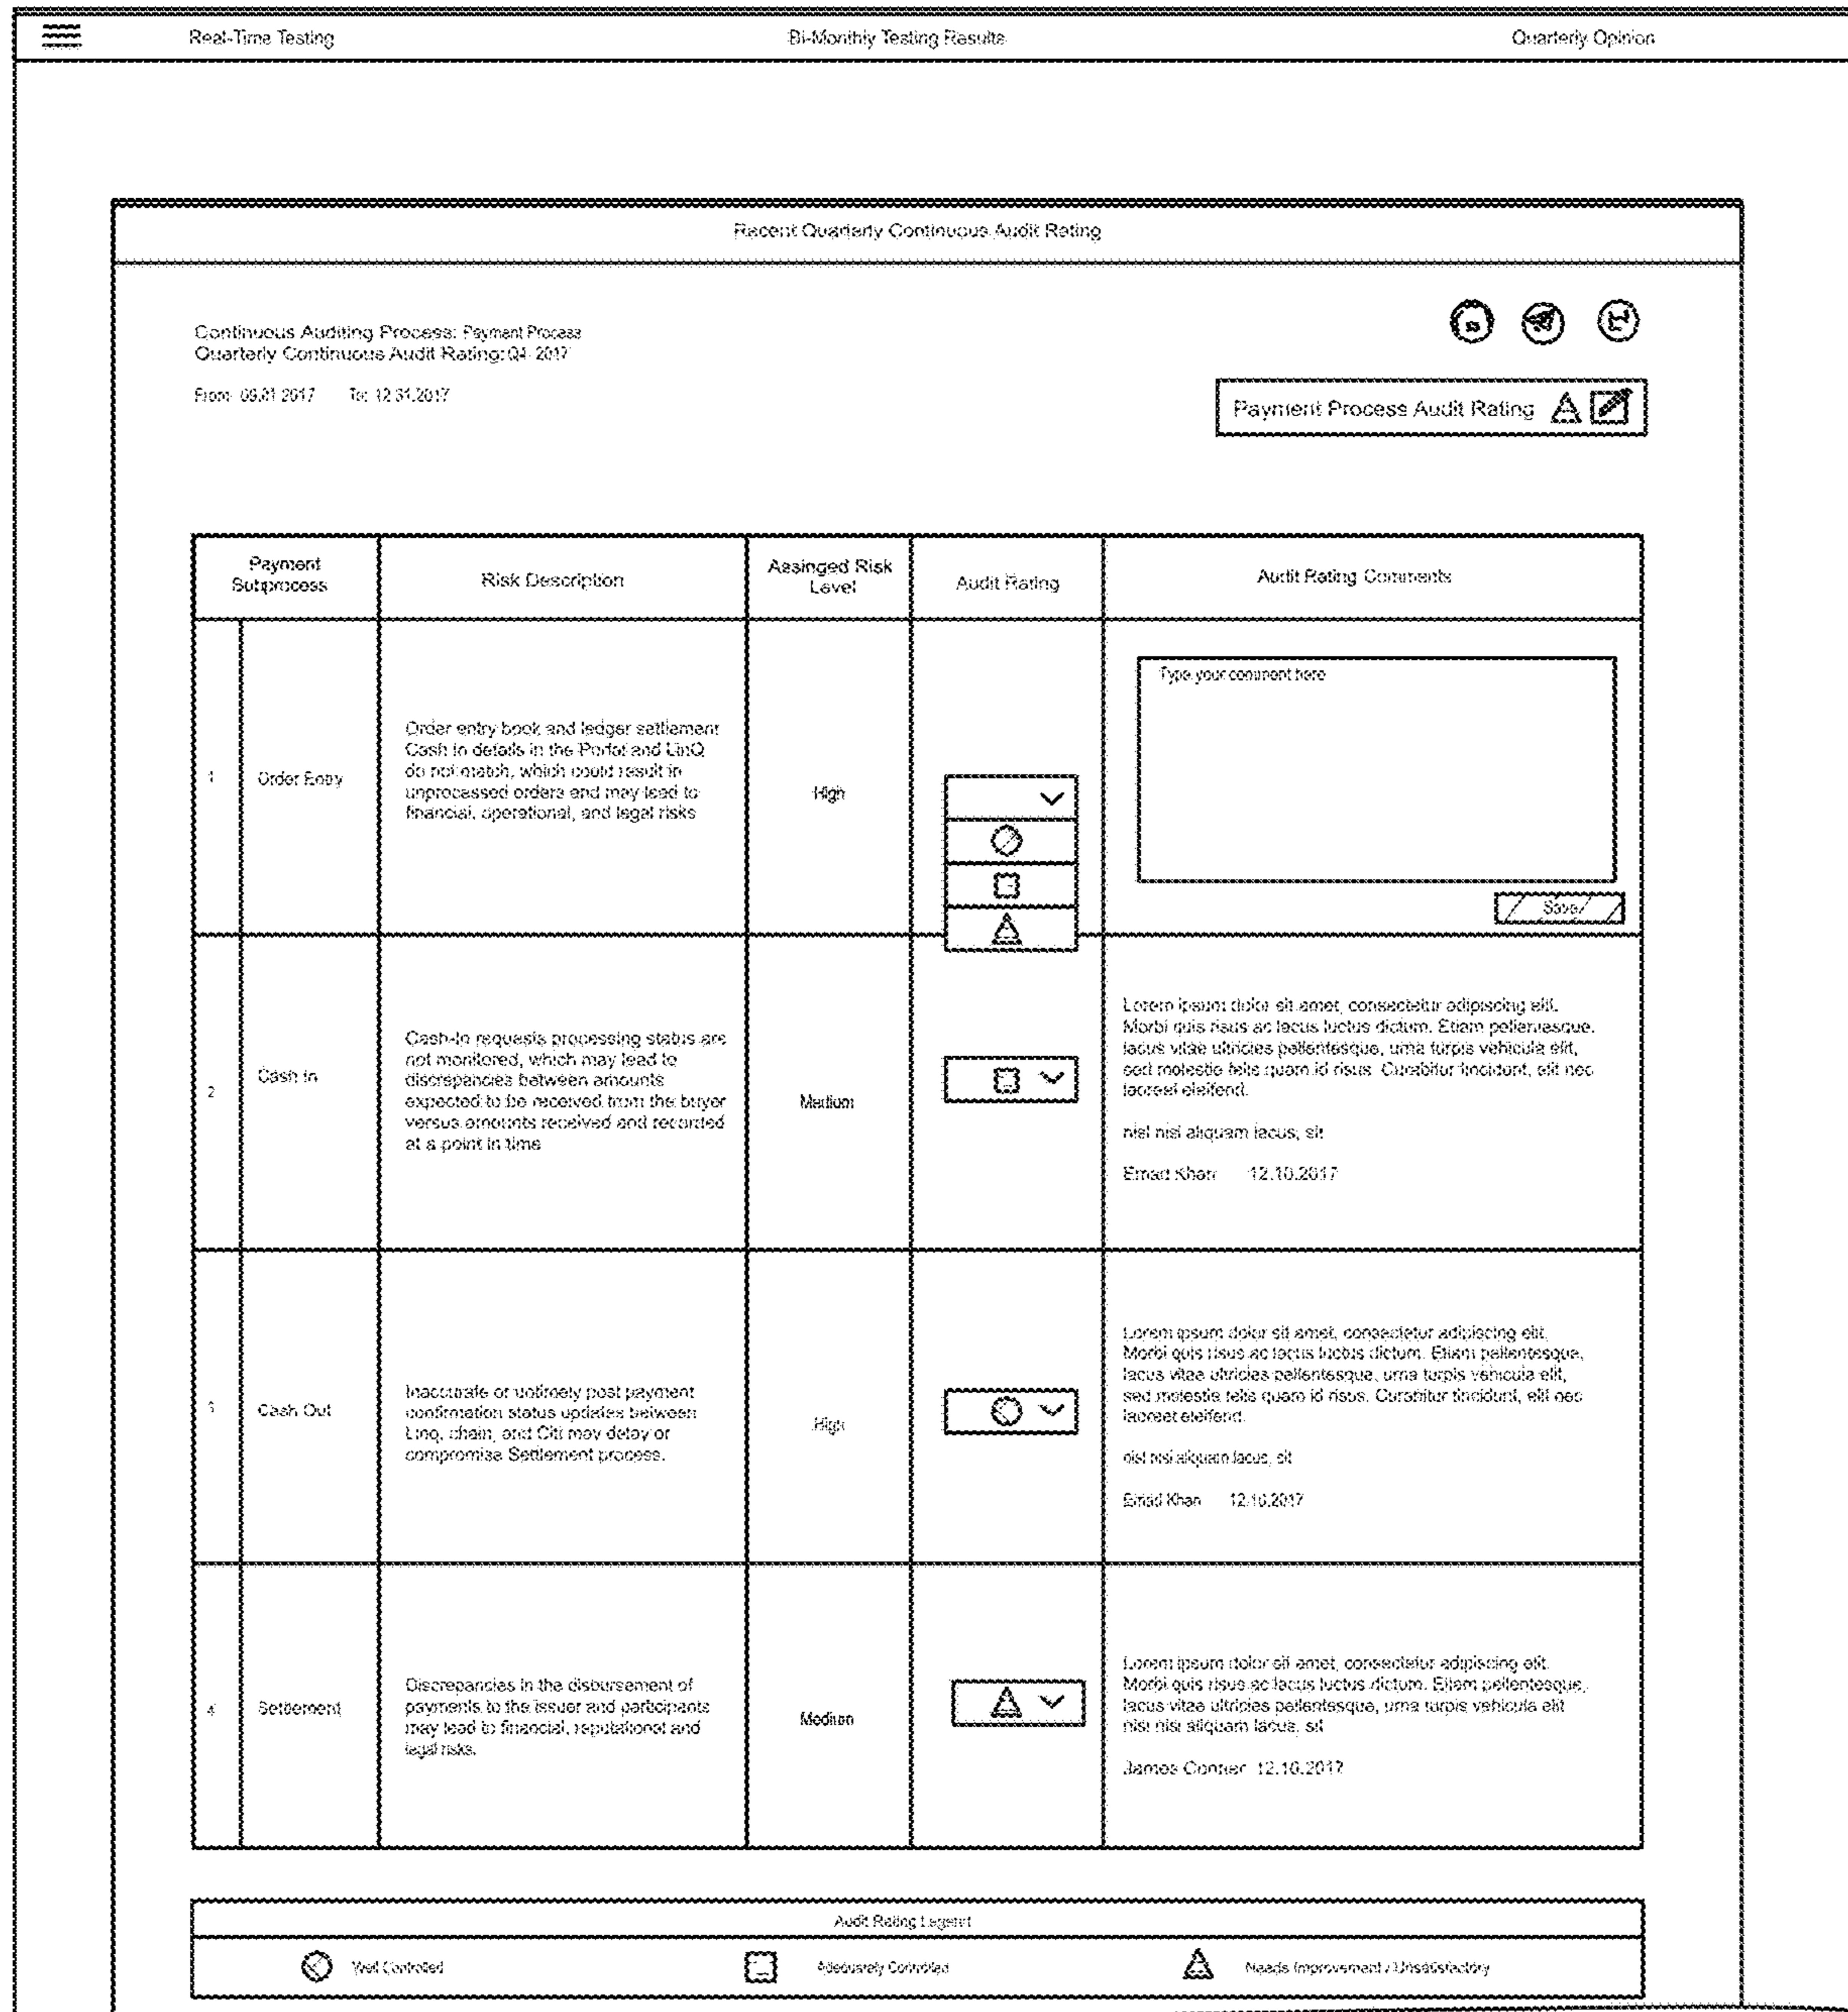 Real-Time Testing
Bi-Monthly Testing Results
Quarterly Opinion
Recent Quarterly Continuous Audit Rating
Continuous Auditing Process: Payment Process
Quarterly Continuous Audit Rating: Q4 2017
From 2017 To: 12.31.2017
Payment Process Audit Rating
Payment
Subprocess
Risk Description
Assinged Risk
Level
Audit Rating
Audit Rating Comments
1
Order Entry
Order entry book and ledger settlement
Cash in details in the Portal and LinQ
do not match, which could result in
unprocessed orders and may lead to
financial, operational, and legal risks
High
Type your comment here
Save
2
Cash In
Cash-In requests processing status are
not monitored, which may lead to
discrepancies between amounts
expected to be received from the buyer
versus amounts received and recorded
at a point in time
Medium
Lorem ipsum dolor sit amet, consectetur adipiscing elit.
Morbi quis risus ac lacus luctus dictum. Etiam pellentesque,
lacus vitae ultricies pellentesque, urna turpis vehicula elit,
sed molestie felis quam id risus. Curabitur tincidunt, elit nec
laoreet eleifend.
nisl nisi aliquam lacus, sit
Emad Khan 12.10.2017
3
Cash Out
Inaccurate or untimely post payment
confirmation status updates between
Linq, chain, and Citi may delay or
compromise Settlement process.
High
Lorem ipsum dolor sit amet, consectetur adipiscing elit.
Morbi quis risus ac lacus luctus dictum. Etiam pellentesque,
lacus vitae ultricies pellentesque, urna turpis vehicula elit,
sed molestie felis quam id risus. Curabitur tincidunt, elit nec
laoreet eleifend.
nisl nisi aliquam lacus, sit
Emad Khan 12.10.2017
4
Settlement
Discrepancies in the disbursement of
payments to the issuer and participants
may lead to financial, reputational and
legal risks.
Medium
Lorem ipsum dolor sit amet, consectetur adipiscing elit.
Morbi quis risus ac lacus luctus dictum. Etiam pellentesque,
lacus vitae ultricies pellentesque, urna turpis vehicula elit
nisl nisi aliquam lacus, sit
James Conner 12.10.2017
Audit Rating Legend
Well Controlled
Adequately Controlled
Needs Improvement / Unsatisfactory